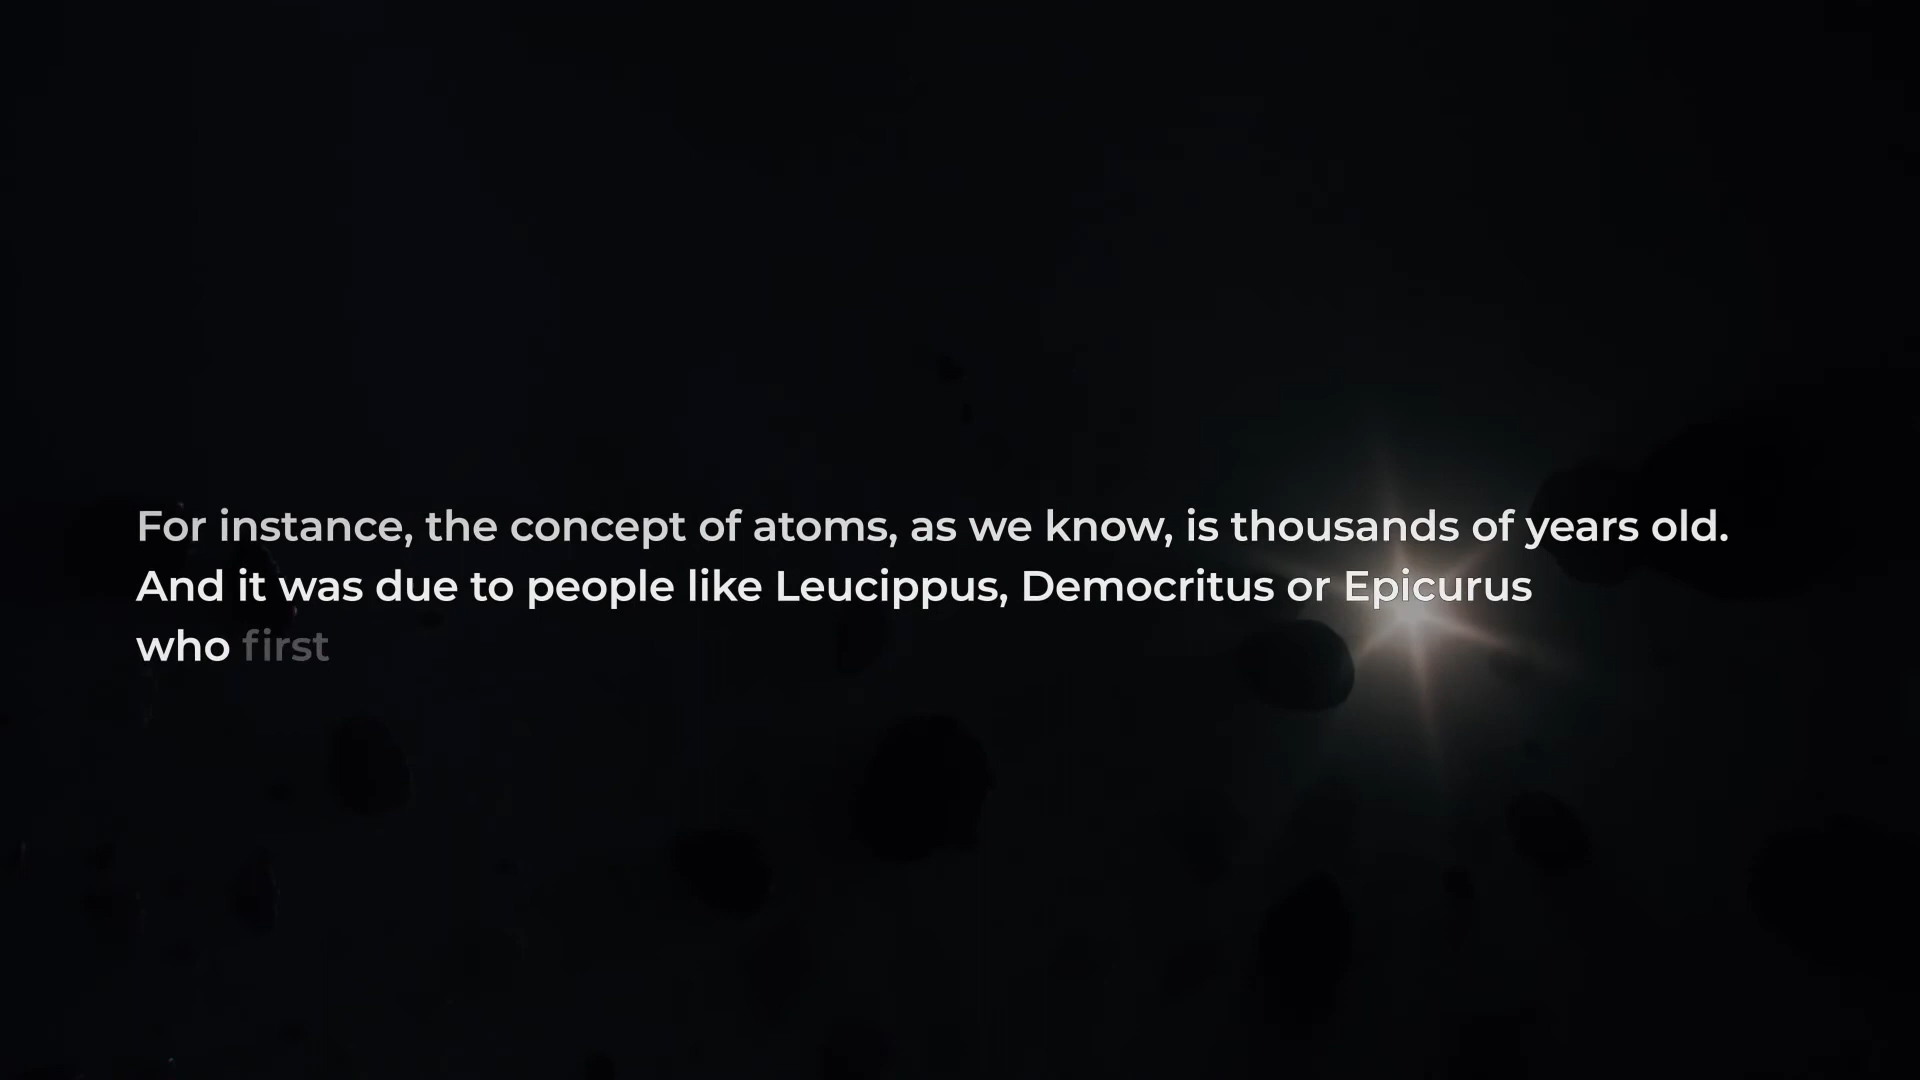 For instance, the concept of atoms, as we know, is thousands of years old.
And it was due to people like Leucippus, Democritus or Epicurus
who first